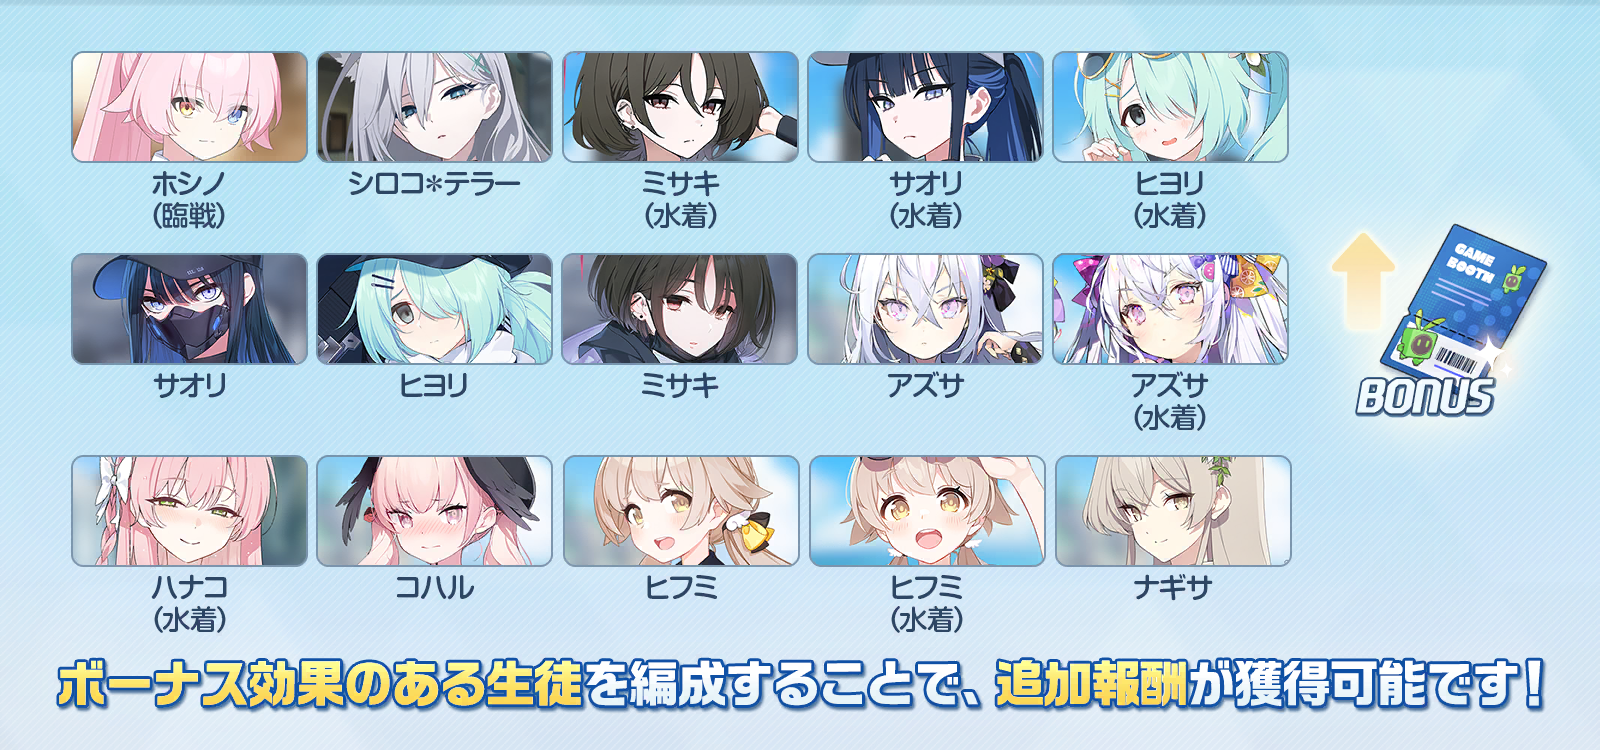 ホシノ
(臨戦)
シロコ＊テラー
ミサキ
(水着)
サオリ
(水着)
ヒヨリ
(水着)
サオリ
ヒヨリ
ミサキ
アズサ
アズサ
(水着)
GAME
BOOTH
BONUS
ハナコ
(水着)
コハル
ヒフミ
ヒフミ
(水着)
ナギサ
ボーナス効果のある生徒を編成することで、追加報酬が獲得可能です!